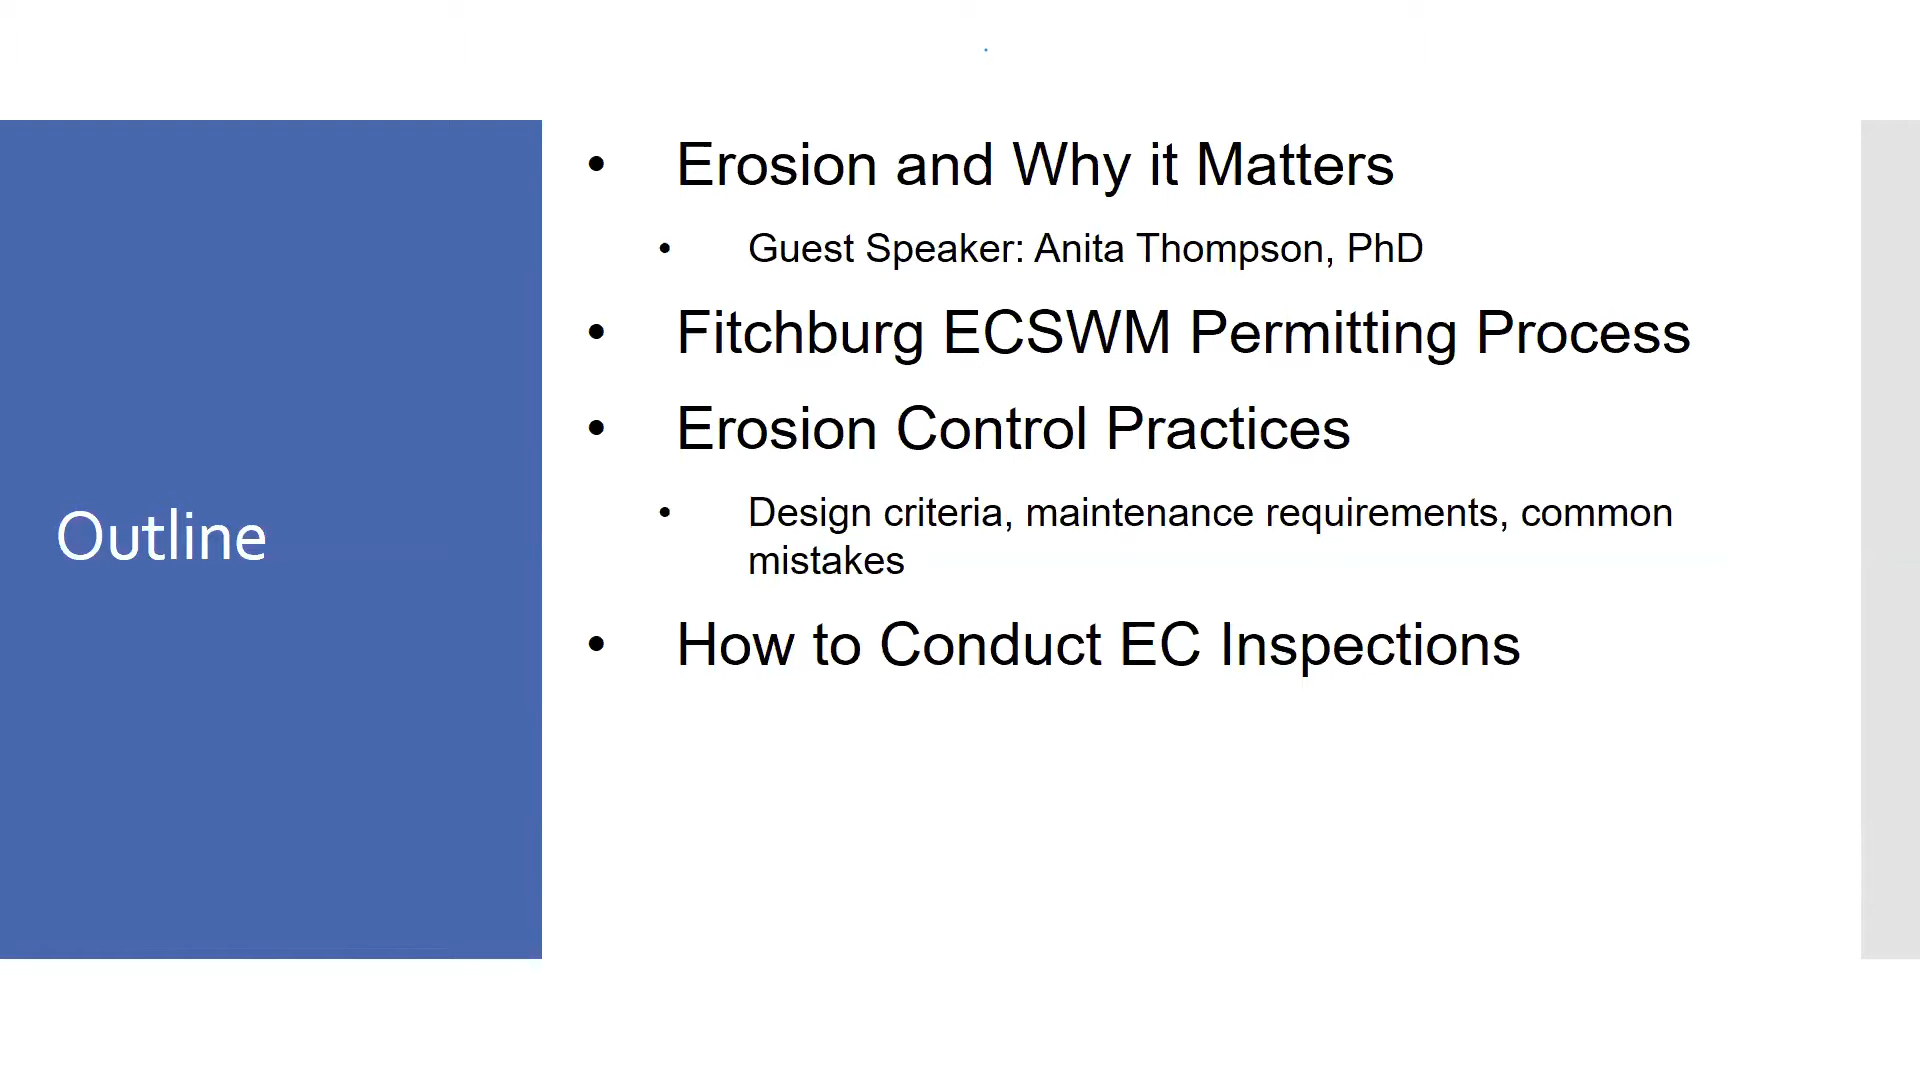 Outline
• Erosion and Why it Matters
• Guest Speaker: Anita Thompson, PhD
• Fitchburg ECSWM Permitting Process
• Erosion Control Practices
• Design criteria, maintenance requirements, common
mistakes
• How to Conduct EC Inspections